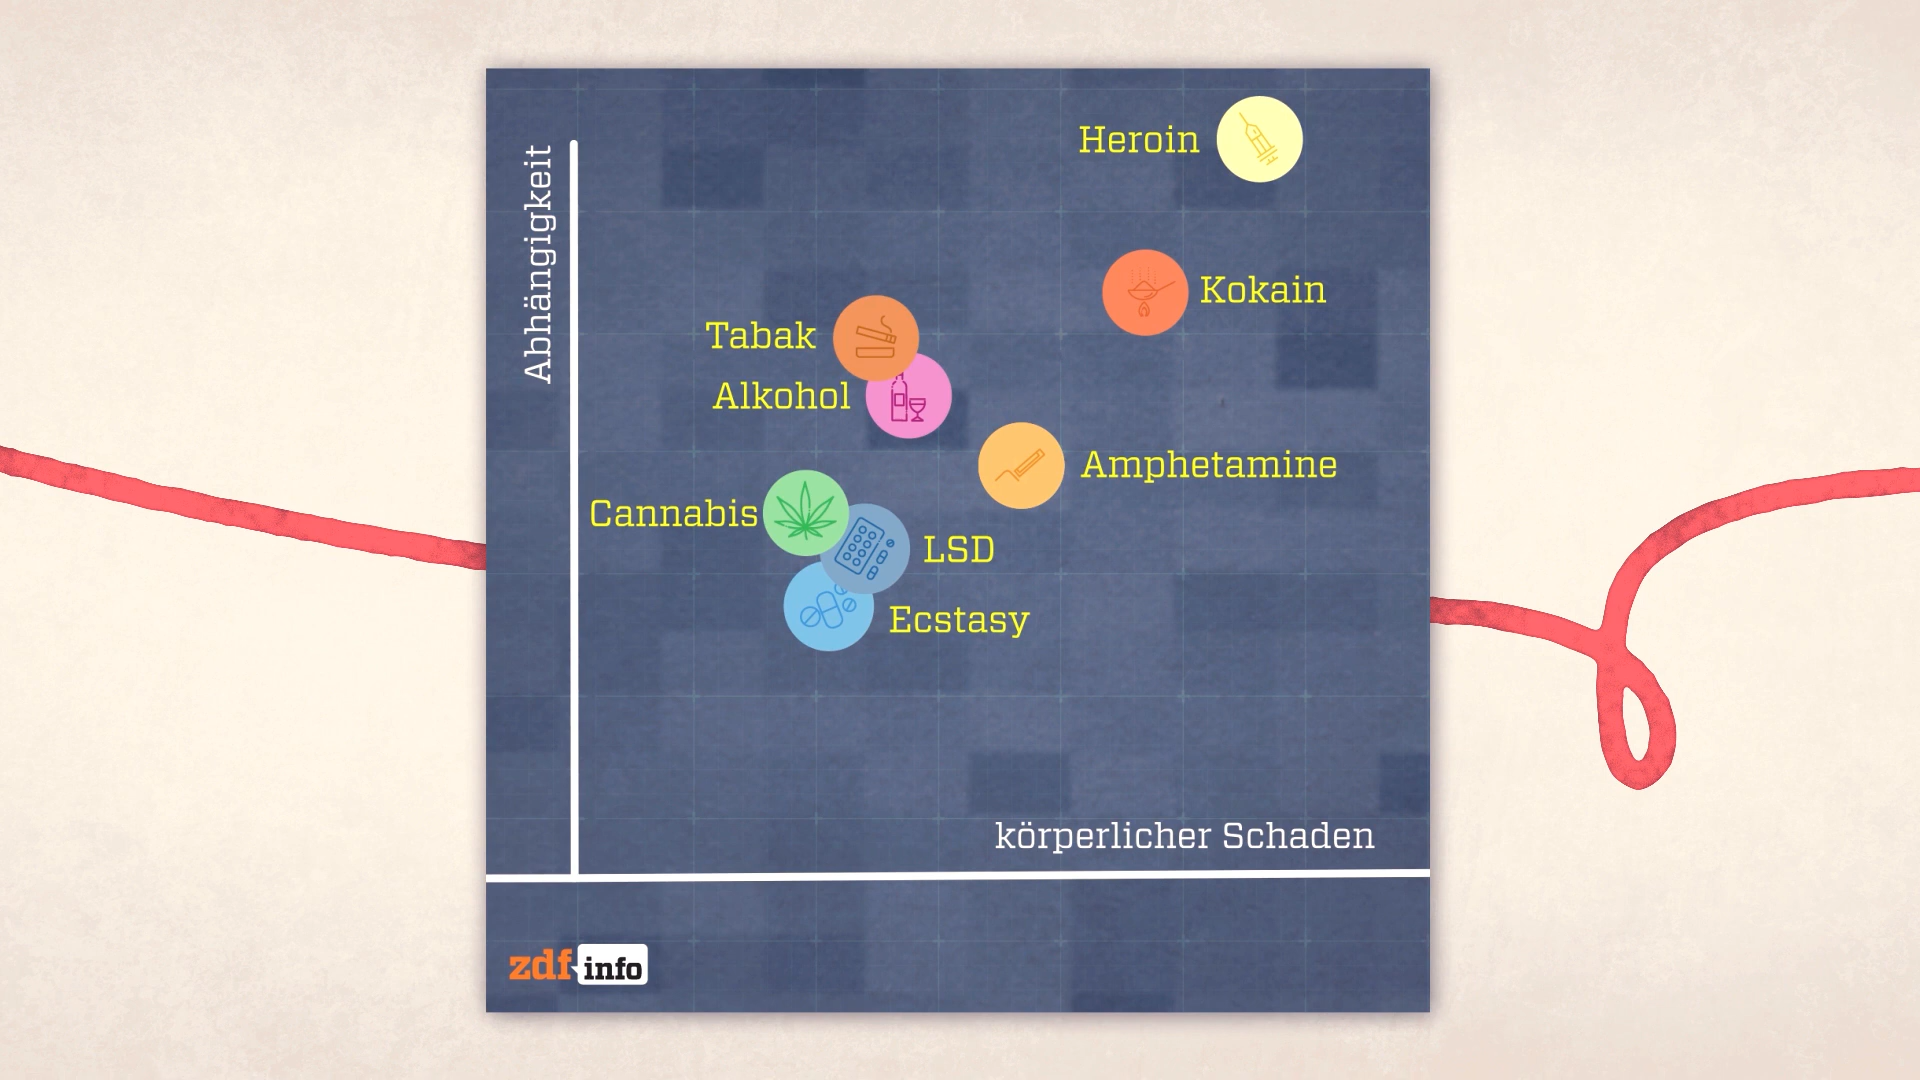 Heroin
Abhängigkeit
Kokain
Tabak
Alkohol
Amphetamine
Cannabis
LSD
Ecstasy
körperlicher Schaden
zdf info